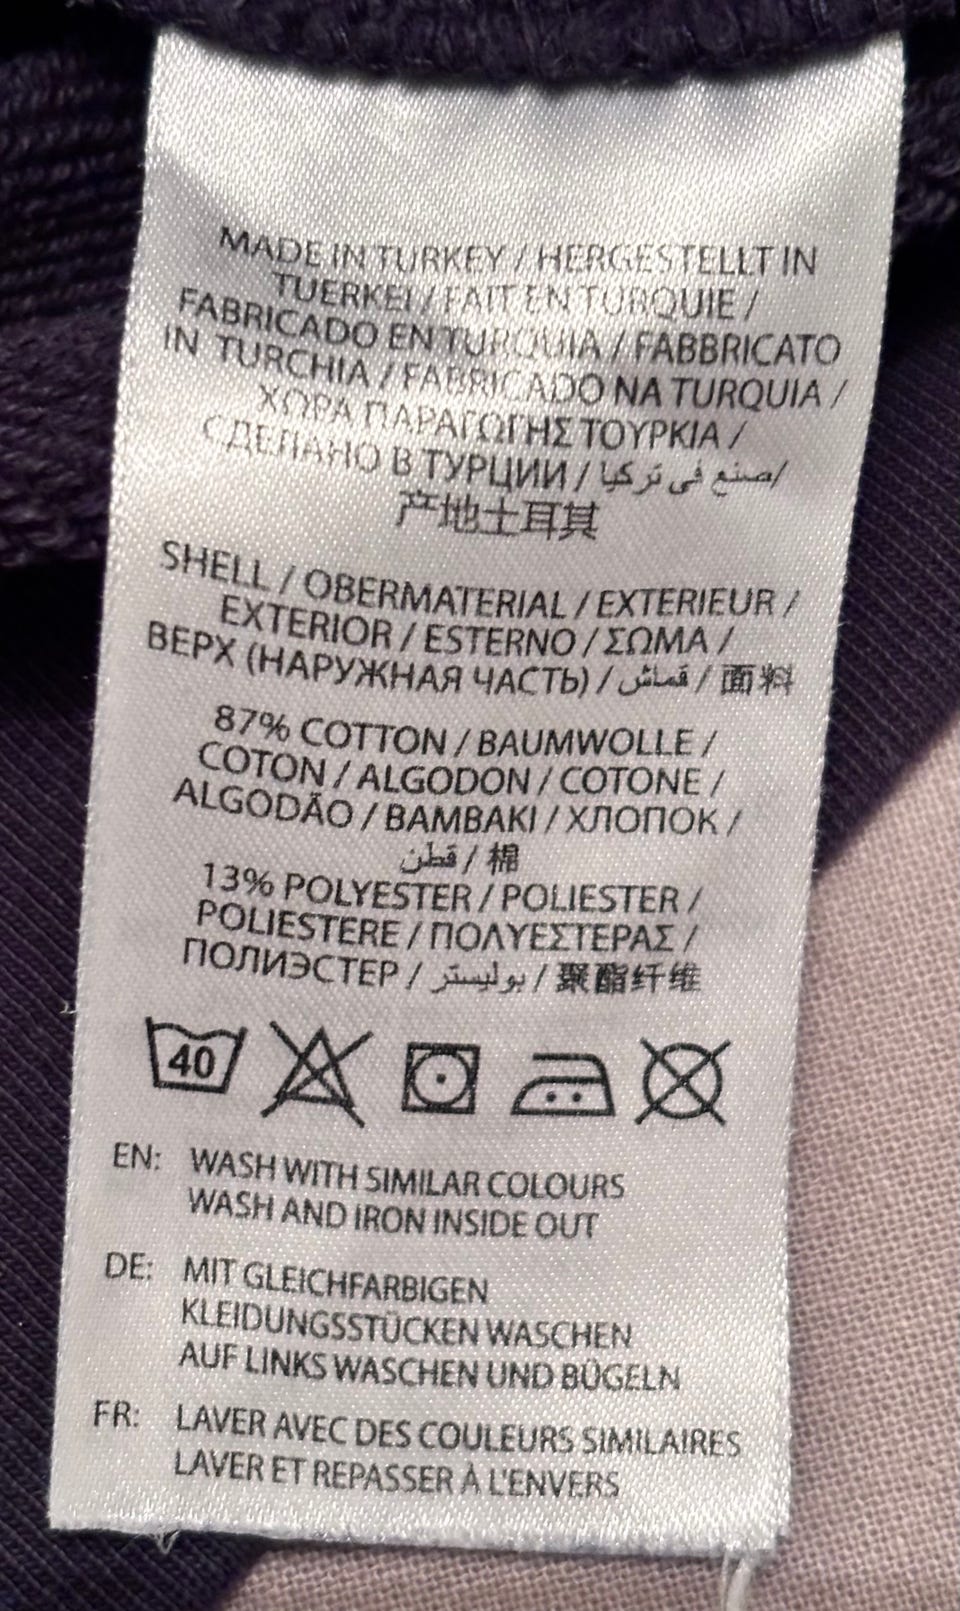 MADE IN TURKEY / HERGESTELLT IN
TUERKEI / FAIT EN TURQUIE /
FABRICADO EN TURQUIA / FABBRICATO
IN TURCHIA / FABRICADO NA TURQUIA /
ΧΩΡΑ ΠΑΡΑΓΩΓΗΣ ΤΟΥΡΚΙΑ /
СДЕЛАНО В ТУРЦИИ / صنع في تركيا/
产地土耳其
SHELL / OBERMATERIAL / EXTERIEUR /
EXTERIOR / ESTERNO / ΣΩΜΑ /
ВЕРХ (НАРУЖНАЯ ЧАСТЬ) / قماش / 面料
87% COTTON / BAUMWOLLE /
COTON / ALGODON / COTONE /
ALGODÃO / BAMBAKI / ХЛОПОК /
قطن / 棉
13% POLYESTER / POLIESTER /
POLIESTERE / ΠΟΛΥΕΣΤΕΡΑΣ /
ПОЛИЭСТЕР / بوليستر / 聚酯纤维
40
EN: WASH WITH SIMILAR COLOURS
WASH AND IRON INSIDE OUT
DE: MIT GLEICHFARBIGEN
KLEIDUNGSSTÜCKEN WASCHEN
AUF LINKS WASCHEN UND BÜGELN
FR: LAVER AVEC DES COULEURS SIMILAIRES
LAVER ET REPASSER À L'ENVERS